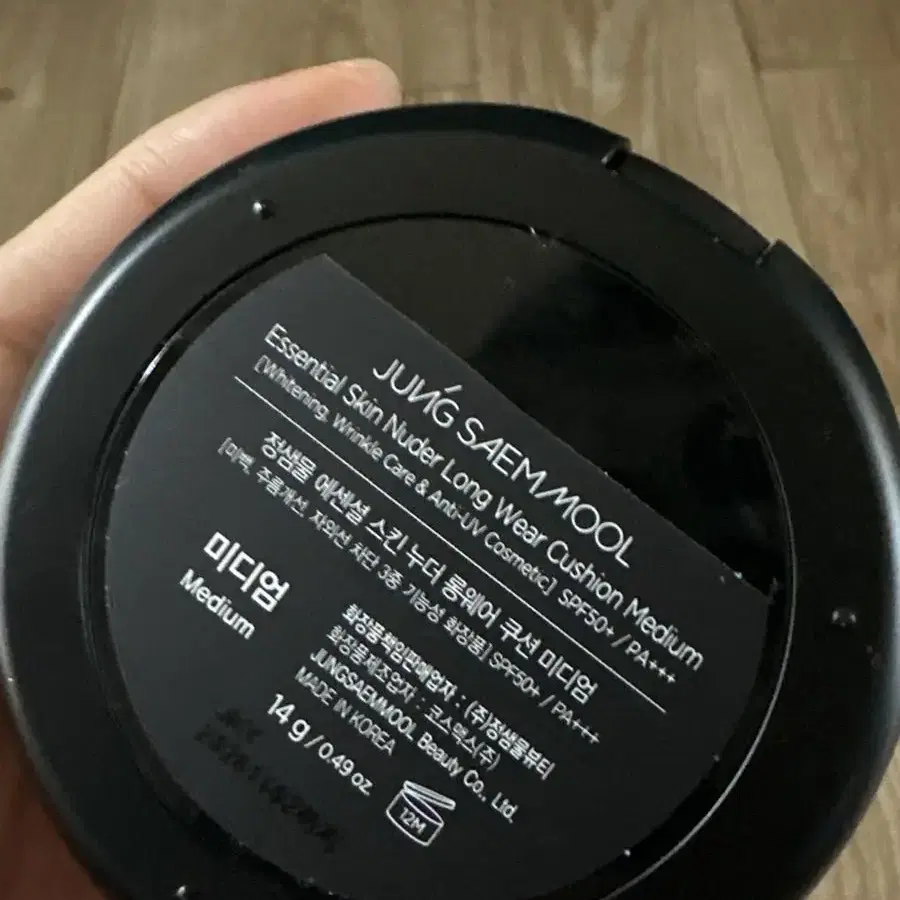 JUNG SAEM MOOL
Essential Skin Nuder Long Wear Cushion Medium
[Whitening, Wrinkle Care & Anti-UV Cosmetic] SPF50+ / PA+++
정샘물 에센셜 스킨 누더 롱웨어 쿠션 미디엄
[미백, 주름개선, 자외선 차단 3중 기능성 화장품] SPF50+ / PA+++
미디엄
Medium
화장품책임판매업자 : (주)정샘물뷰티
화장품제조업자 : 코스맥스(주)
JUNGSAEMMOOL Beauty Co., Ltd.
MADE IN KOREA
14 g / 0.49 oz.
12M